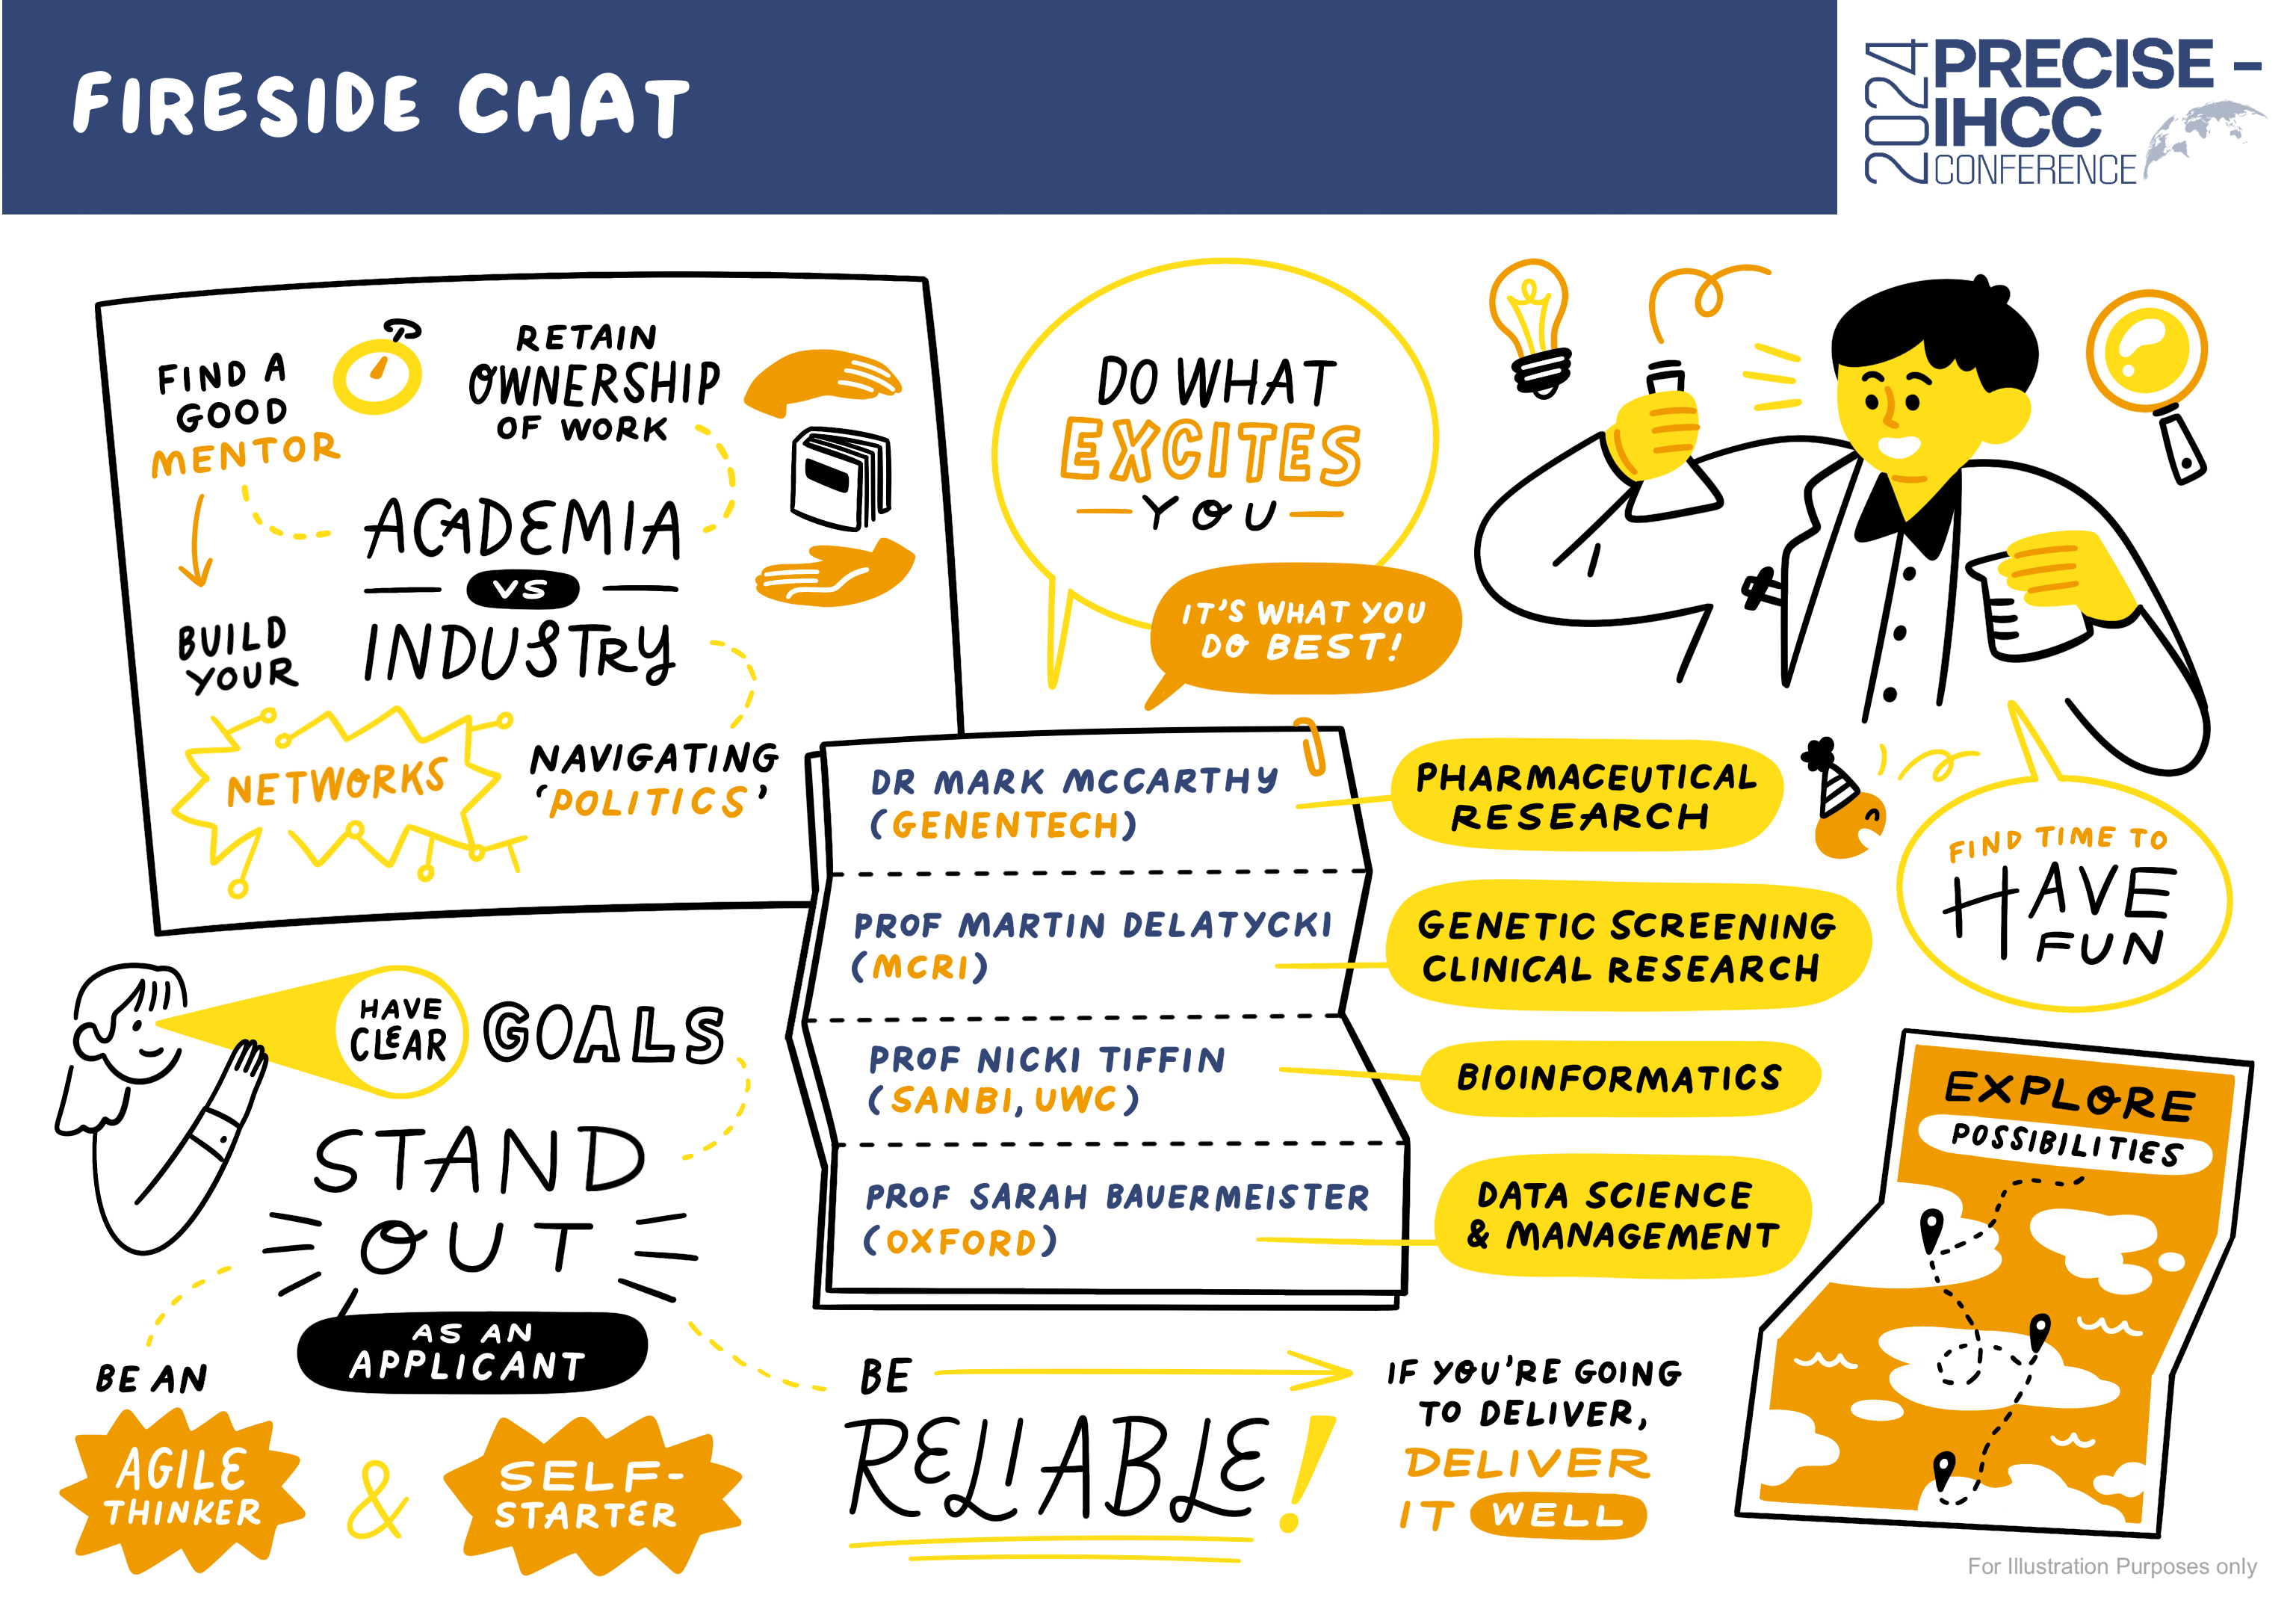 FIRESIDE CHAT
2024
PRECISE –
IHCC
CONFERENCE
FIND A
GOOD
MENTOR
BUILD
YOUR
NETWORKS
RETAIN
OWNERSHIP
OF WORK
ACADEMIA
VS
INDUSTRY
NAVIGATING
'POLITICS'
DO WHAT
EXCITES
YOU
IT'S WHAT YOU
DO BEST!
DR MARK MCCARTHY
(GENENTECH)
PHARMACEUTICAL
RESEARCH
PROF MARTIN DELATYCKI
(MCRI)
GENETIC SCREENING
CLINICAL RESEARCH
PROF NICKI TIFFIN
(SANBI, UWC)
BIOINFORMATICS
PROF SARAH BAUERMEISTER
(OXFORD)
DATA SCIENCE
& MANAGEMENT
FIND TIME TO
HAVE
FUN
EXPLORE
POSSIBILITIES
HAVE
CLEAR
GOALS
STAND
OUT
AS AN
APPLICANT
BE AN
AGILE
THINKER
&
SELF-
STARTER
BE
RELIABLE!
IF YOU'RE GOING
TO DELIVER,
DELIVER
IT WELL
For Illustration Purposes only